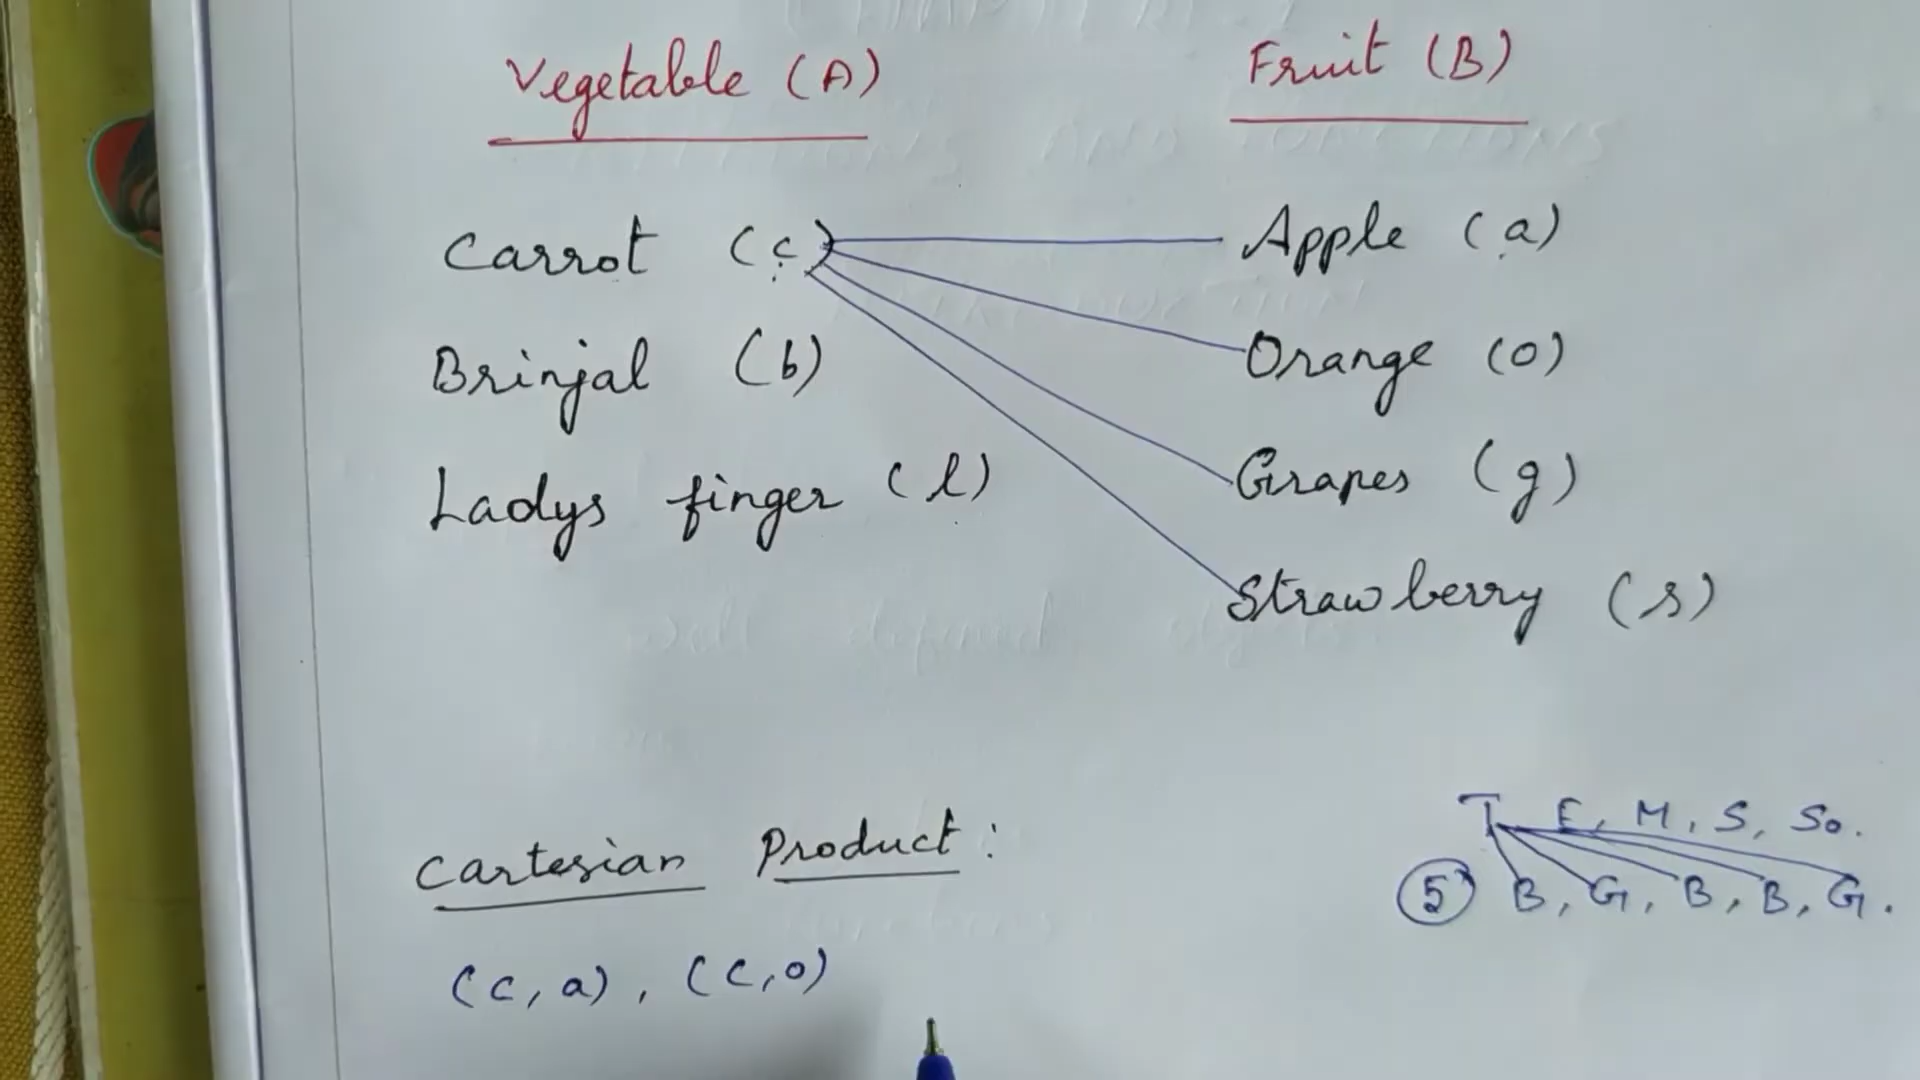 Vegetable (A)
Fruit (B)
Carrot (c)
Apple (a)
Brinjal (b)
Orange (o)
Ladys finger (l)
Grapes (g)
Strawberry (s)
T E, M, S, So.
5 B, G, B, B, G.
Cartesian Product :
(c, a), (c, o)